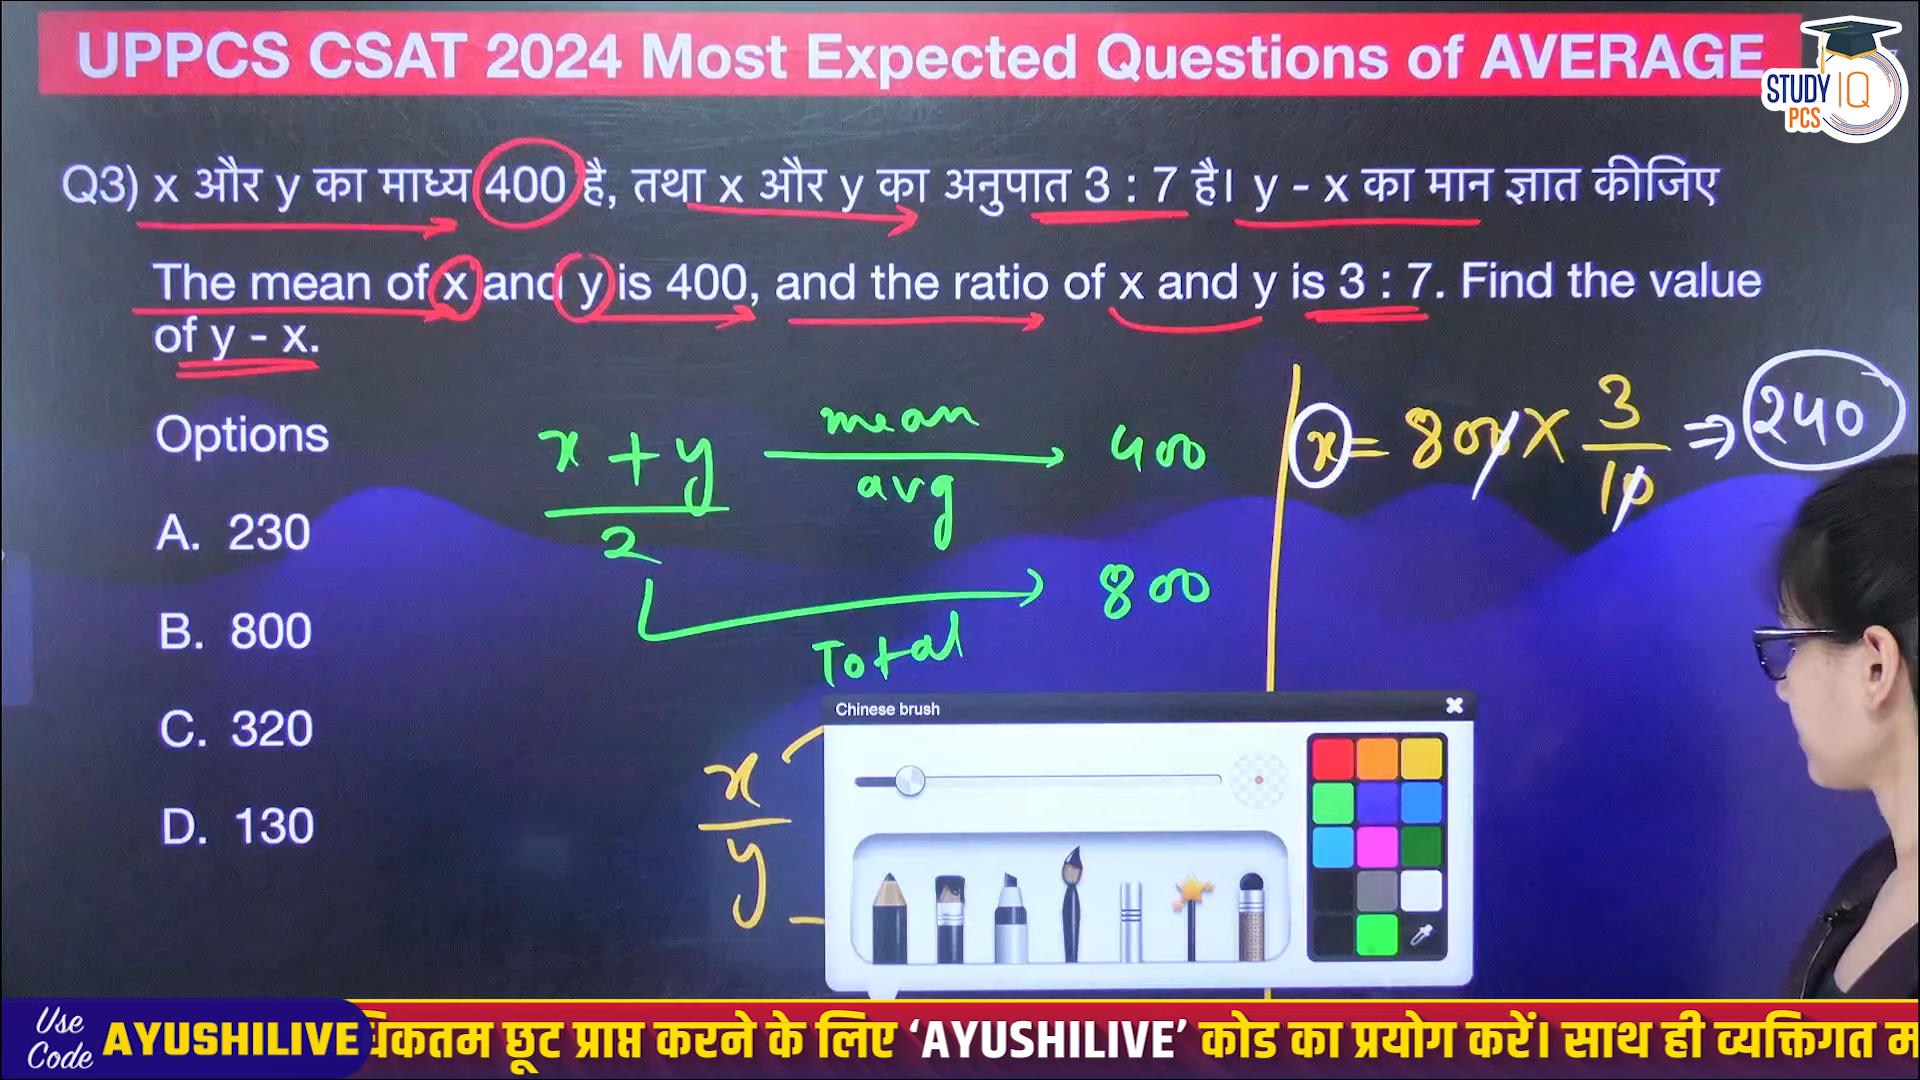 UPPCS CSAT 2024 Most Expected Questions of AVERAGE
STUDY IQ
PCS
Q3) x और y का माध्य 400 है, तथा x और y का अनुपात 3 : 7 है। y - x का मान ज्ञात कीजिए
The mean of x and y is 400, and the ratio of x and y is 3 : 7. Find the value
of y - x.
Options
A. 230
B. 800
C. 320
D. 130
x + y
2
mean
avg
400
Total
800
x = 800 X 3/10 ⇒ 240
x
y
Chinese brush
Use Code AYUSHILIVE
छूट प्राप्त करने के लिए ‘AYUSHILIVE’ कोड का प्रयोग करें। साथ ही व्यक्तिगत